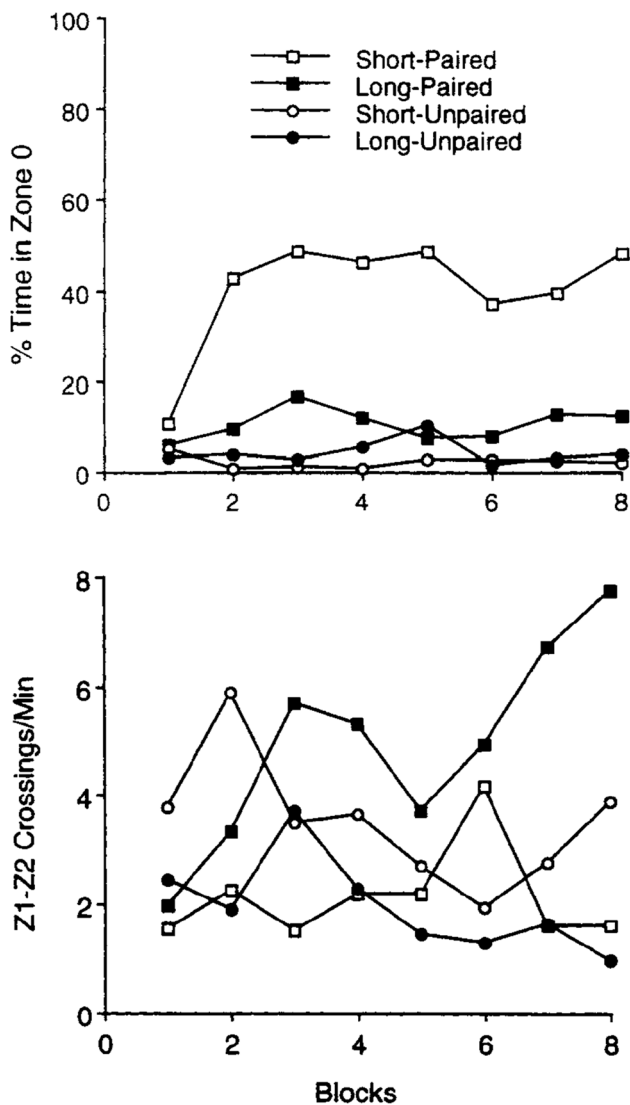 100
80
60
40
20
0
% Time in Zone 0
Short-Paired
Long-Paired
Short-Unpaired
Long-Unpaired
0 2 4 6 8
8
6
4
2
0
Z1-Z2 Crossings/Min
0 2 4 6 8
Blocks